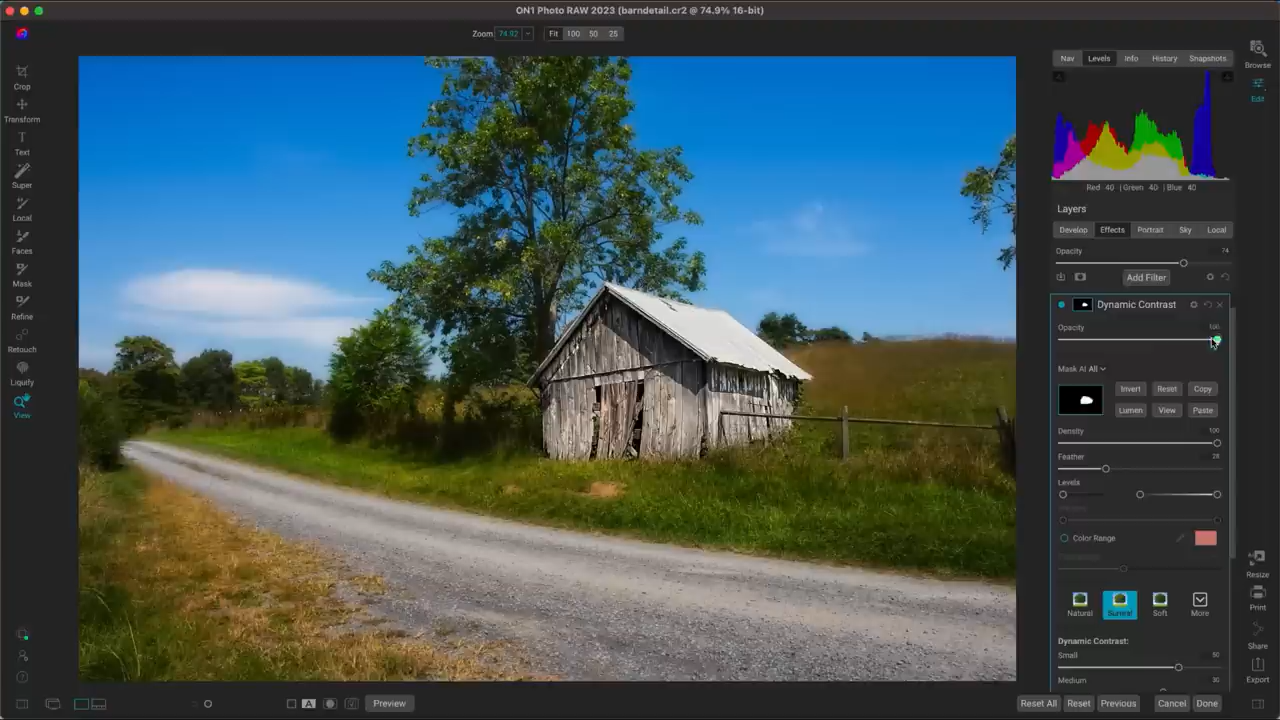 ON1 Photo RAW 2023 (barndetail.cr2 @ 74.9% 16-bit)
Zoom 74.92 Fit 100 50 25
Browse
Edit
Crop
Transform
Text
Super
Local
Faces
Mask
Refine
Retouch
Liquify
View
Nav Levels Info History Snapshots
Red 40 | Green 40 | Blue 40
Layers
Develop Effects Portrait Sky Local
Opacity 74
Add Filter
Dynamic Contrast
Opacity 100
Mask AI All
Invert Reset Copy
Lumen View Paste
Density 100
Feather 28
Levels
Color Range
Natural Surreal Soft More
Dynamic Contrast:
Small 50
Medium 30
Resize
Print
Share
Export
A Preview
Reset All Reset Previous Cancel Done